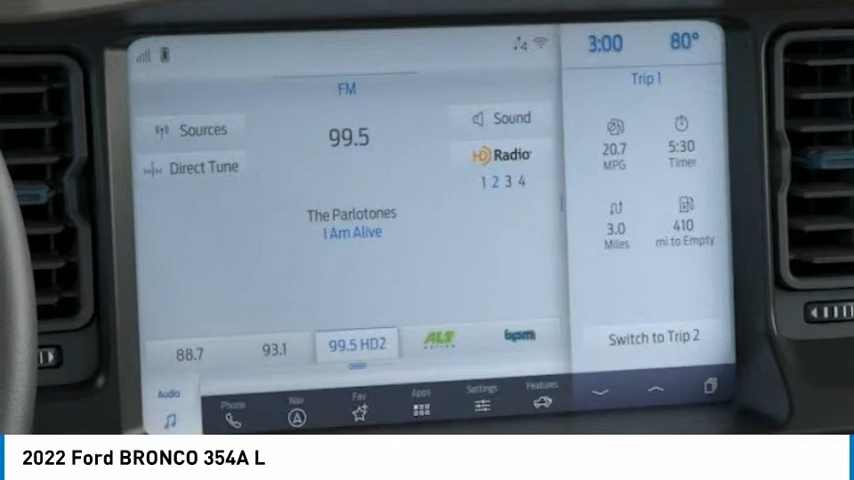 3:00 80°
FM
Trip 1
Sources
99.5
Sound
Direct Tune
HD Radio
1 2 3 4
20.7
MPG
5:30
Timer
The Parlotones
I Am Alive
3.0
Miles
410
mi to Empty
88.7
93.1
99.5 HD2
ALT
NATION
bpm
Switch to Trip 2
Audio
Phone
Nav
Fav
Apps
Settings
Features
2022 Ford BRONCO 354A L